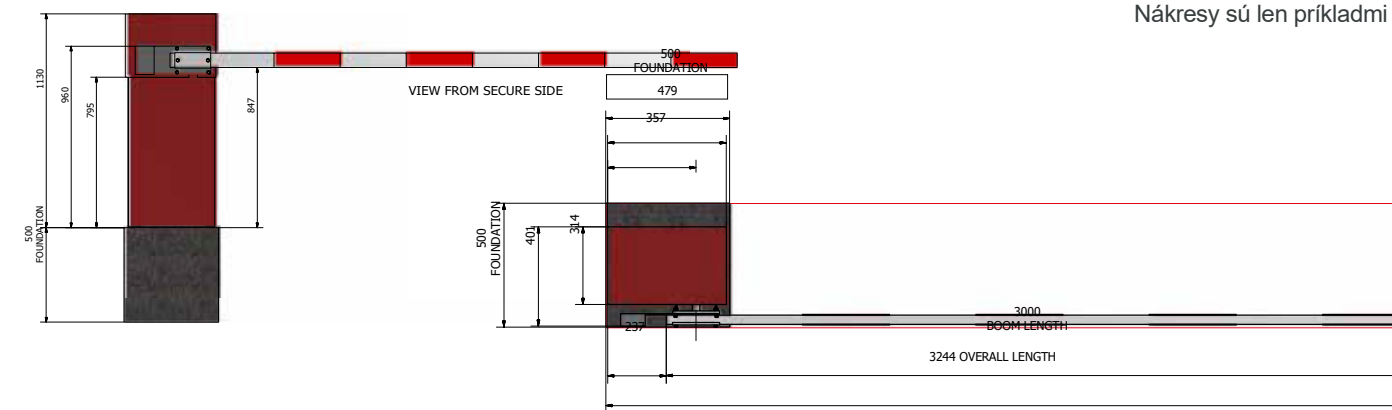 Nákresy sú len príkladmi
1130
960
795
847
500
FOUNDATION
VIEW FROM SECURE SIDE
500
FOUNDATION
479
357
500
FOUNDATION
401
314
237
3000
BOOM LENGTH
3244 OVERALL LENGTH